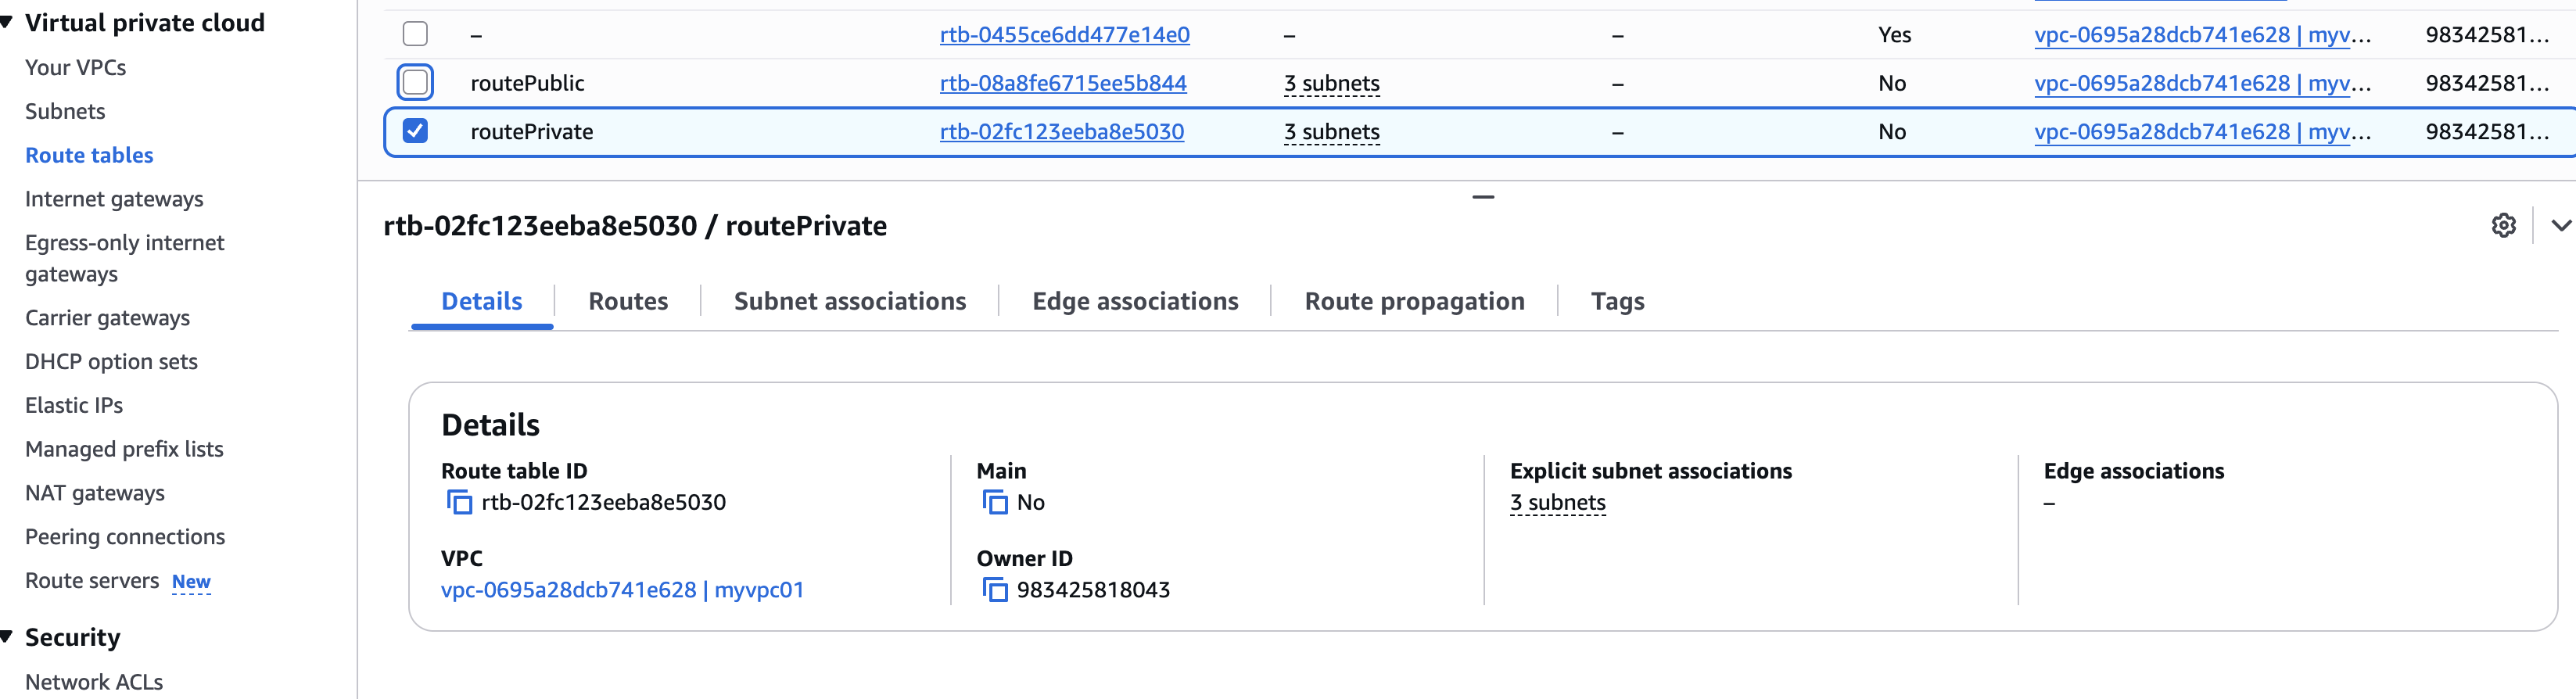 Virtual private cloud
Your VPCs
Subnets
Route tables
Internet gateways
Egress-only internet
gateways
Carrier gateways
DHCP option sets
Elastic IPs
Managed prefix lists
NAT gateways
Peering connections
Route servers New
Security
Network ACLs
– rtb-0455ce6dd477e14e0 – – Yes vpc-0695a28dcb741e628 | myv... 98342581...
routePublic rtb-08a8fe6715ee5b844 3 subnets – No vpc-0695a28dcb741e628 | myv... 98342581...
routePrivate rtb-02fc123eeba8e5030 3 subnets – No vpc-0695a28dcb741e628 | myv... 98342581...
rtb-02fc123eeba8e5030 / routePrivate
Details Routes Subnet associations Edge associations Route propagation Tags
Details
Route table ID
rtb-02fc123eeba8e5030
Main
No
Explicit subnet associations
3 subnets
Edge associations
–
VPC
vpc-0695a28dcb741e628 | myvpc01
Owner ID
983425818043